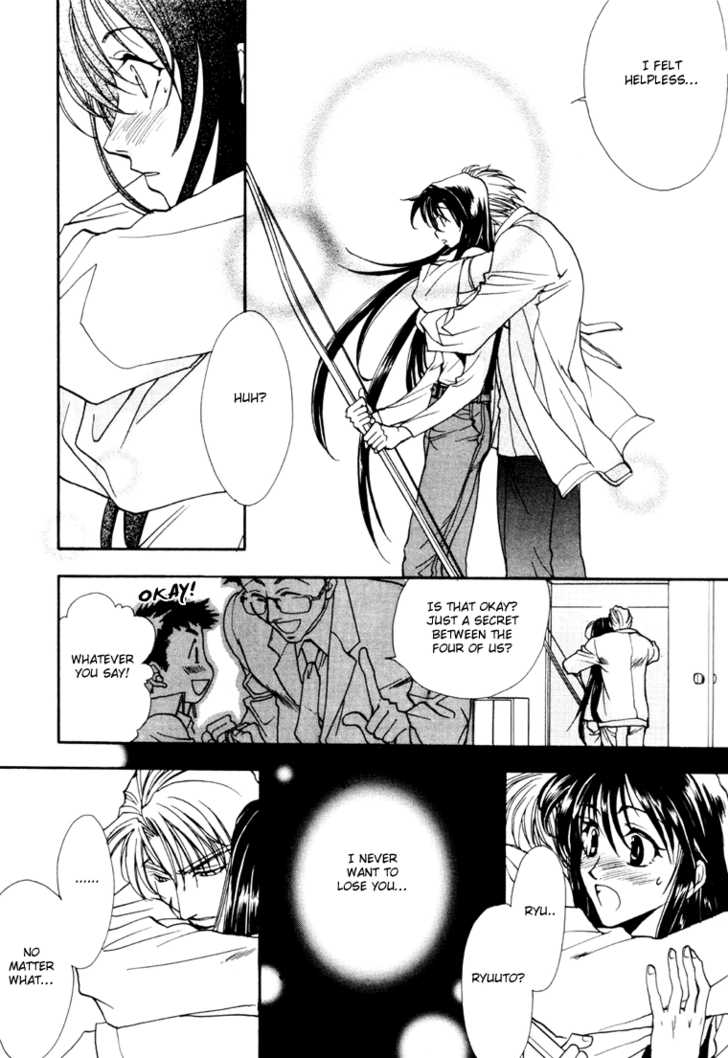 I FELT
HELPLESS...
HUH?
IS THAT OKAY?
JUST A SECRET
BETWEEN THE
FOUR OF US?
OKAY!
WHATEVER
YOU SAY!
RYU..
RYUUTO?
I NEVER
WANT TO
LOSE YOU...
......
NO
MATTER
WHAT...